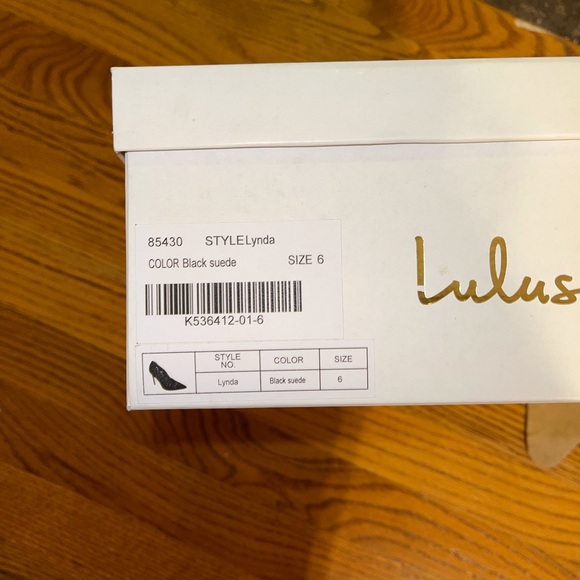 85430 STYLELynda
COLOR Black suede SIZE 6
K536412-01-6
Lulus
STYLE NO. COLOR SIZE
Lynda Black suede 6